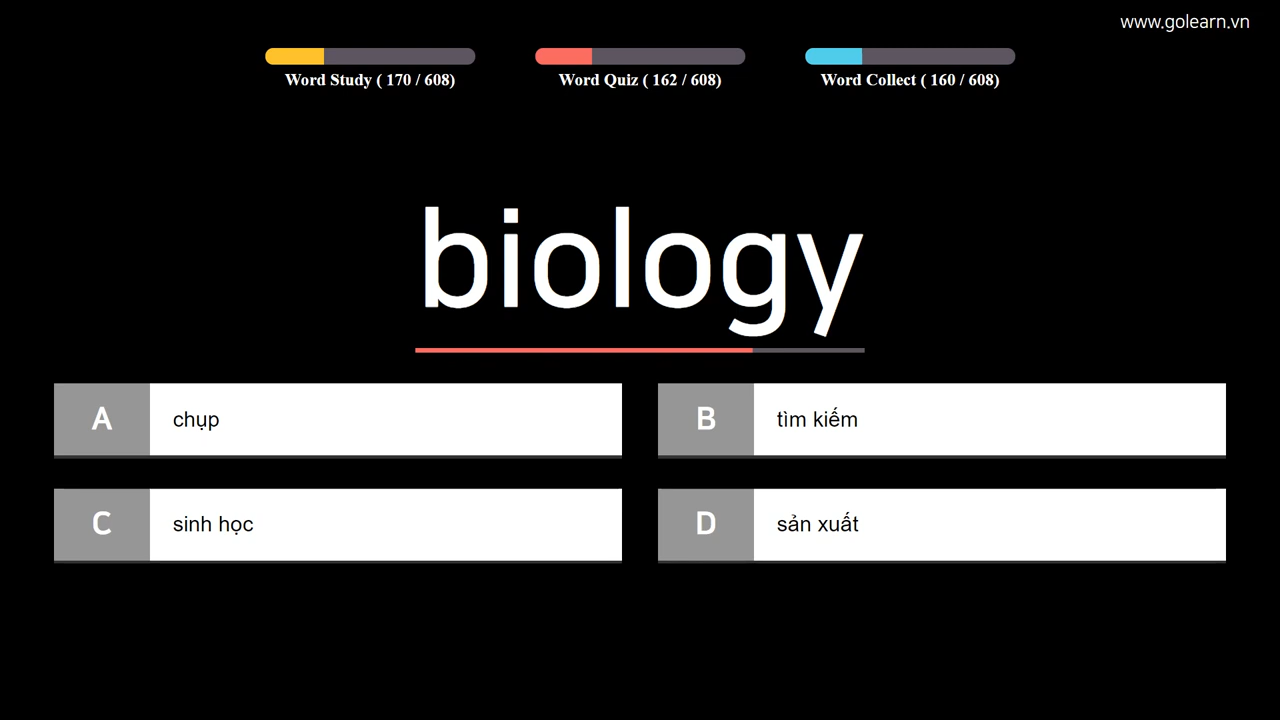 www.golearn.vn
Word Study ( 170 / 608)
Word Quiz ( 162 / 608)
Word Collect ( 160 / 608)
biology
A chụp
B tìm kiếm
C sinh học
D sản xuất